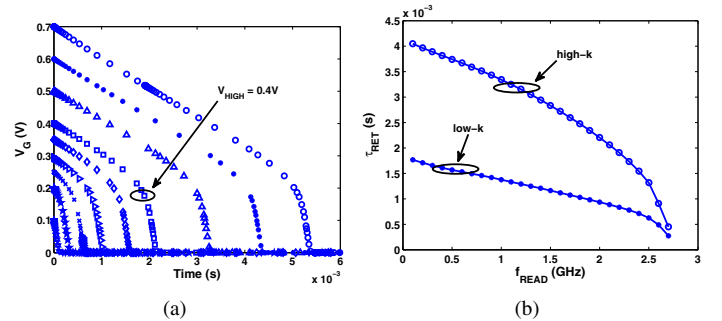 0.7
0.6
0.5
0.4
0.3
0.2
0.1
0
V_G (V)
V_HIGH = 0.4V
0 1 2 3 4 5 6
Time (s)
x 10⁻³
(a)
x 10⁻³
4.5
4
3.5
3
2.5
2
1.5
1
0.5
0
τ_RET (s)
high-k
low-k
0 0.5 1 1.5 2 2.5 3
f_READ (GHz)
(b)